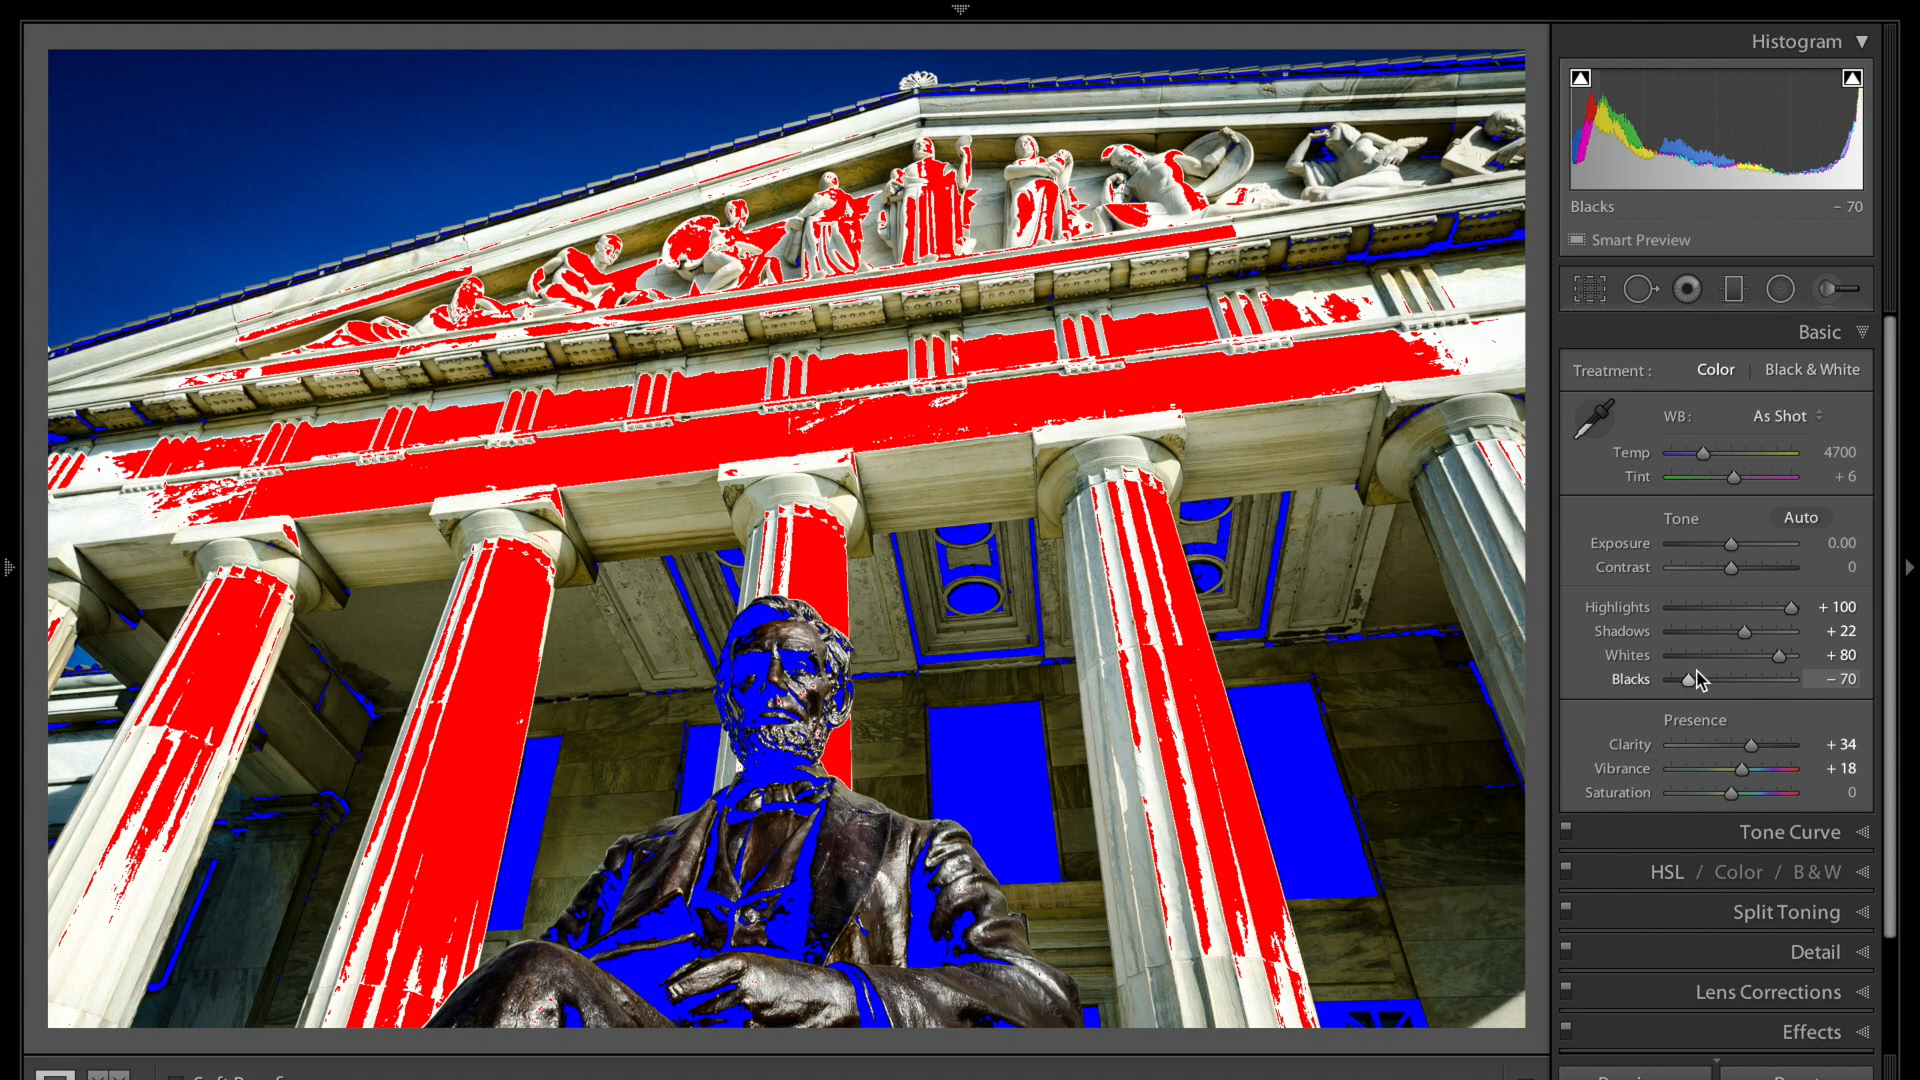 Histogram
Blacks – 70
Smart Preview
Basic
Treatment : Color | Black & White
WB : As Shot
Temp 4700
Tint + 6
Tone Auto
Exposure 0.00
Contrast 0
Highlights + 100
Shadows + 22
Whites + 80
Blacks – 70
Presence
Clarity + 34
Vibrance + 18
Saturation 0
Tone Curve
HSL / Color / B & W
Split Toning
Detail
Lens Corrections
Effects